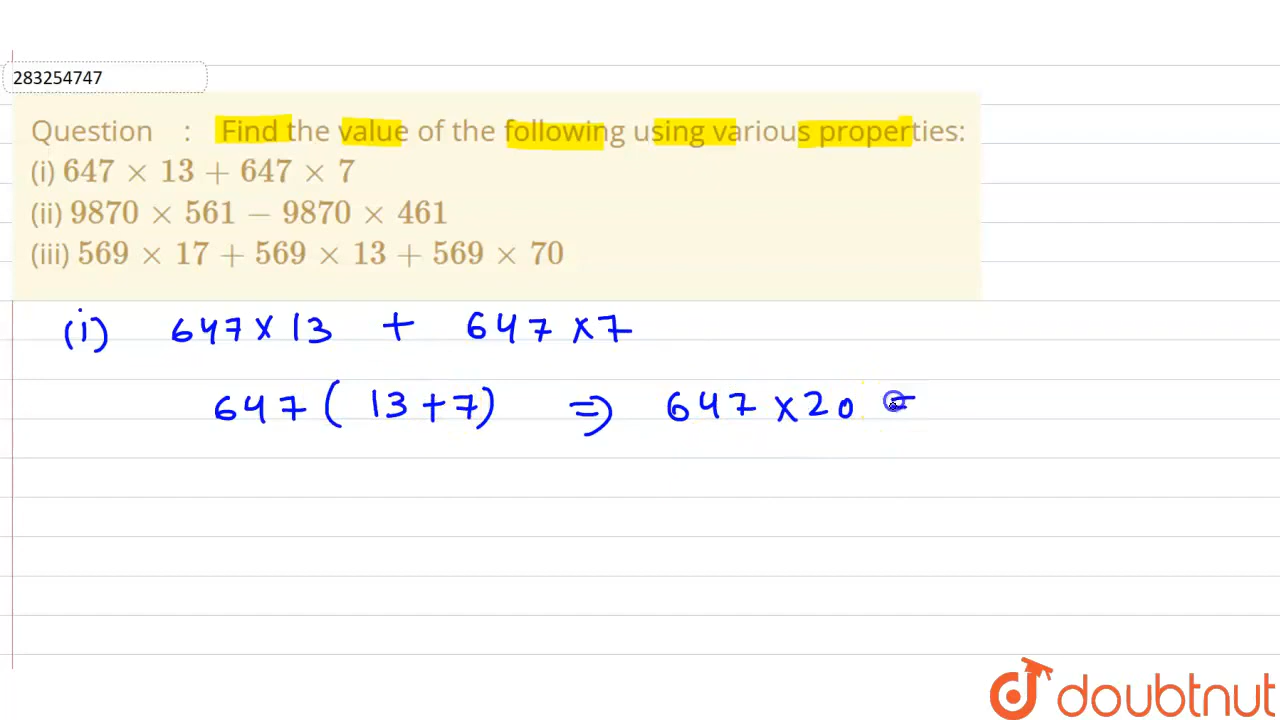 283254747
Question : Find the value of the following using various properties:
(i) 647 × 13 + 647 × 7
(ii) 9870 × 561 − 9870 × 461
(iii) 569 × 17 + 569 × 13 + 569 × 70
(i) 647 × 13 + 647 × 7
647 ( 13 + 7) ⇒ 647 × 20 =
doubtnut